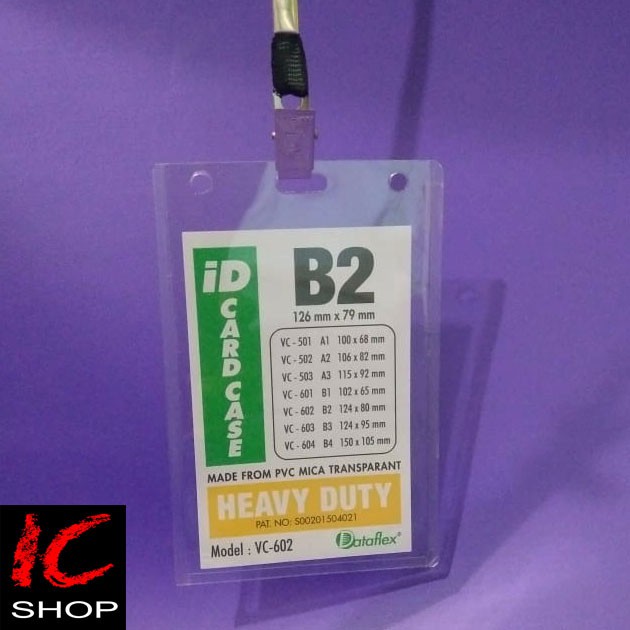 iD
CARD CASE
B2
126 mm x 79 mm
VC - 501 A1 100 x 68 mm
VC - 502 A2 106 x 82 mm
VC - 503 A3 115 x 92 mm
VC - 601 B1 102 x 65 mm
VC - 602 B2 124 x 80 mm
VC - 603 B3 124 x 95 mm
VC - 604 B4 150 x 105 mm
MADE FROM PVC MICA TRANSPARANT
HEAVY DUTY
PAT. NO: S00201504021
Model : VC-602
Dataflex®
IC
SHOP